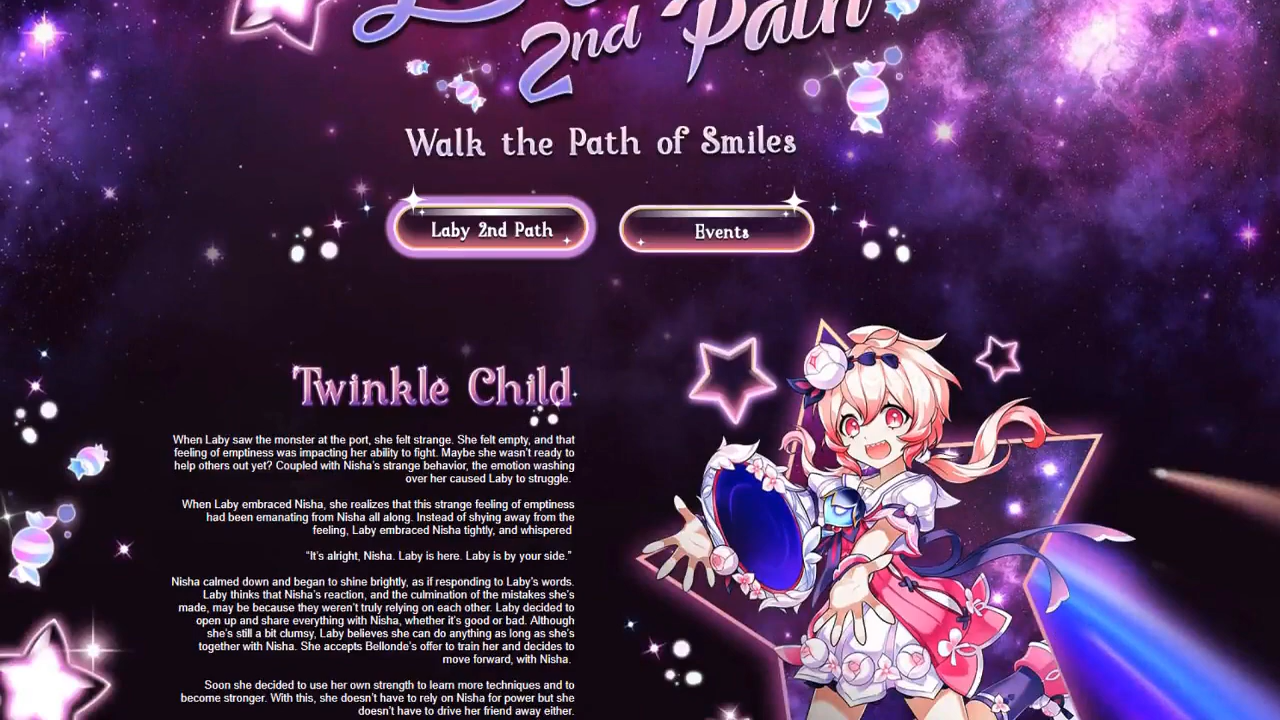 2nd Path
Walk the Path of Smiles
Laby 2nd Path
Events
Twinkle Child
When Laby saw the monster at the port, she felt strange. She felt empty, and that
feeling of emptiness was impacting her ability to fight. Maybe she wasn't ready to
help others out yet? Coupled with Nisha's strange behavior, the emotion washing
over her caused Laby to struggle.
When Laby embraced Nisha, she realizes that this strange feeling of emptiness
had been emanating from Nisha all along. Instead of shying away from the
feeling, Laby embraced Nisha tightly, and whispered
"It's alright, Nisha. Laby is here. Laby is by your side."
Nisha calmed down and began to shine brightly, as if responding to Laby's words.
Laby thinks that Nisha's reaction, and the culmination of the mistakes she's
made, may be because they weren't truly relying on each other. Laby decided to
open up and share everything with Nisha, whether it's good or bad. Although
she's still a bit clumsy, Laby believes she can do anything as long as she's
together with Nisha. She accepts Bellonde's offer to train her and decides to
move forward, with Nisha.
Soon she decided to use her own strength to learn more techniques and to
become stronger. With this, she doesn't have to rely on Nisha for power but she
doesn't have to drive her friend away either.